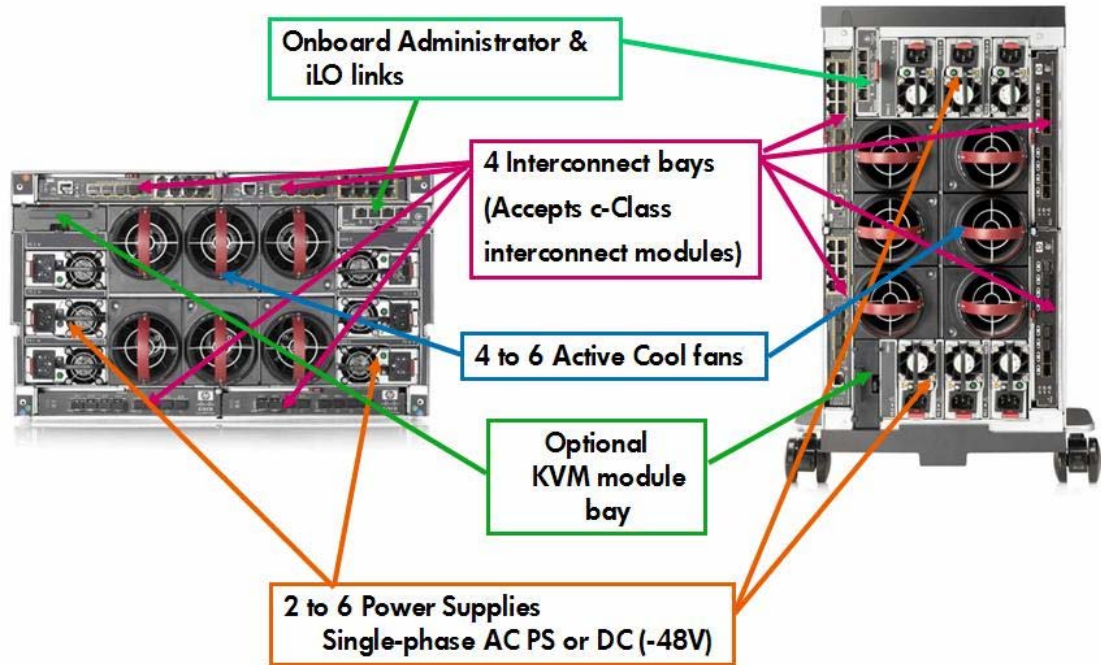 Onboard Administrator &
iLO links
4 Interconnect bays
(Accepts c-Class
interconnect modules)
4 to 6 Active Cool fans
Optional
KVM module
bay
2 to 6 Power Supplies
Single-phase AC PS or DC (-48V)